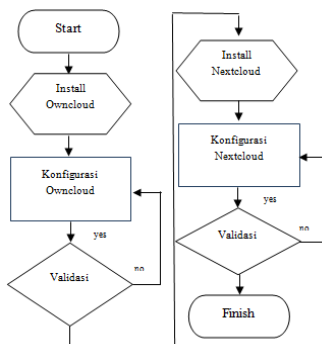 Start
Install
Owncloud
Konfigurasi
Owncloud
yes
Validasi
no
Install
Nextcloud
Konfigurasi
Nextcloud
yes
Validasi
no
Finish